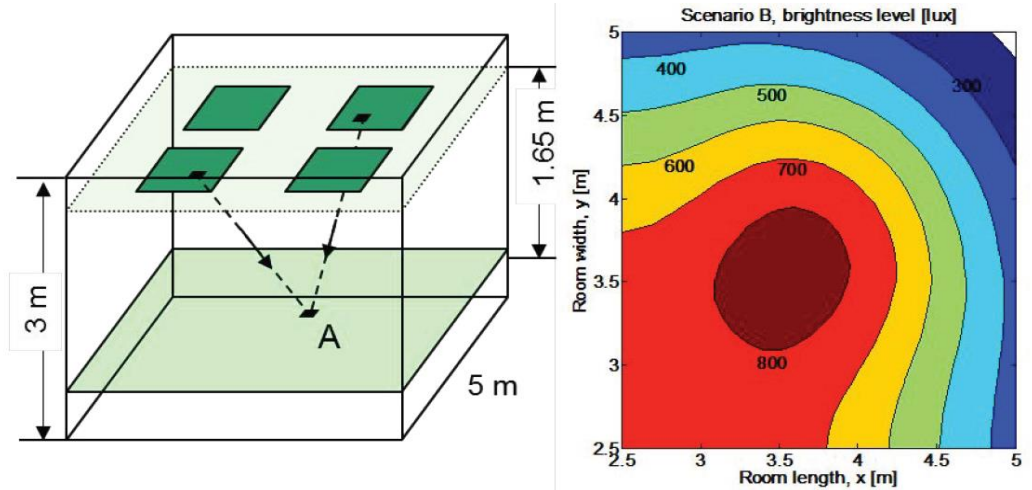 3 m
1.65 m
5 m
A
Scenario B, brightness level [lux]
Room width, y [m]
5
4.5
4
3.5
3
2.5
400
300
500
600
700
800
2.5
3
3.5
4
4.5
5
Room length, x [m]